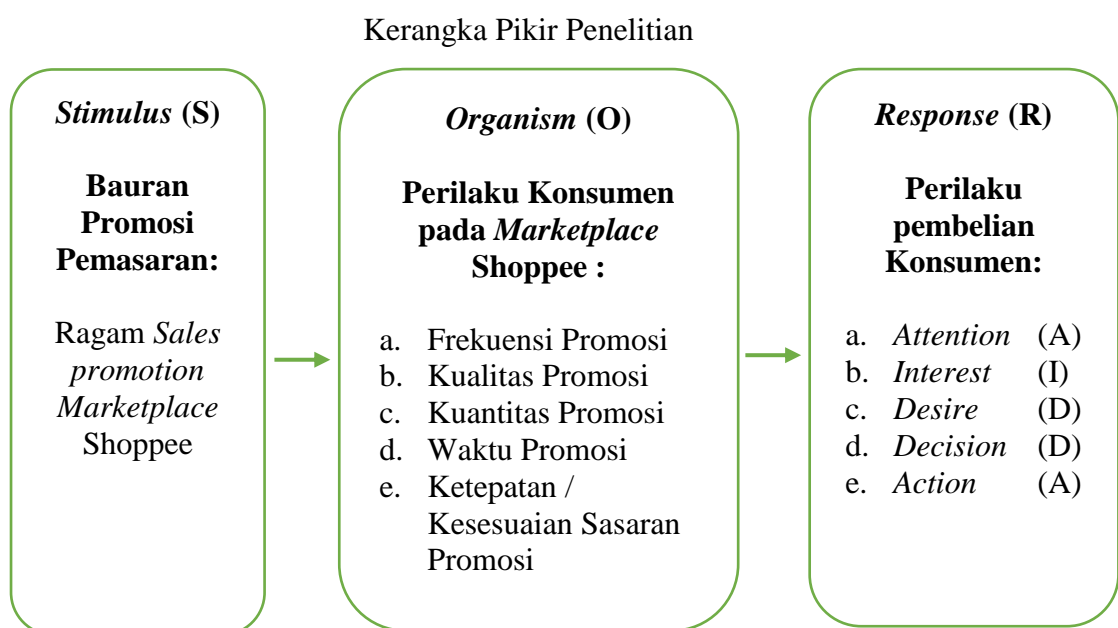 Kerangka Pikir Penelitian
Stimulus (S)
Bauran
Promosi
Pemasaran:
Ragam Sales
promotion
Marketplace
Shoppee
Organism (O)
Perilaku Konsumen
pada Marketplace
Shoppee :
a. Frekuensi Promosi
b. Kualitas Promosi
c. Kuantitas Promosi
d. Waktu Promosi
e. Ketepatan /
Kesesuaian Sasaran
Promosi
Response (R)
Perilaku
pembelian
Konsumen:
a. Attention (A)
b. Interest (I)
c. Desire (D)
d. Decision (D)
e. Action (A)